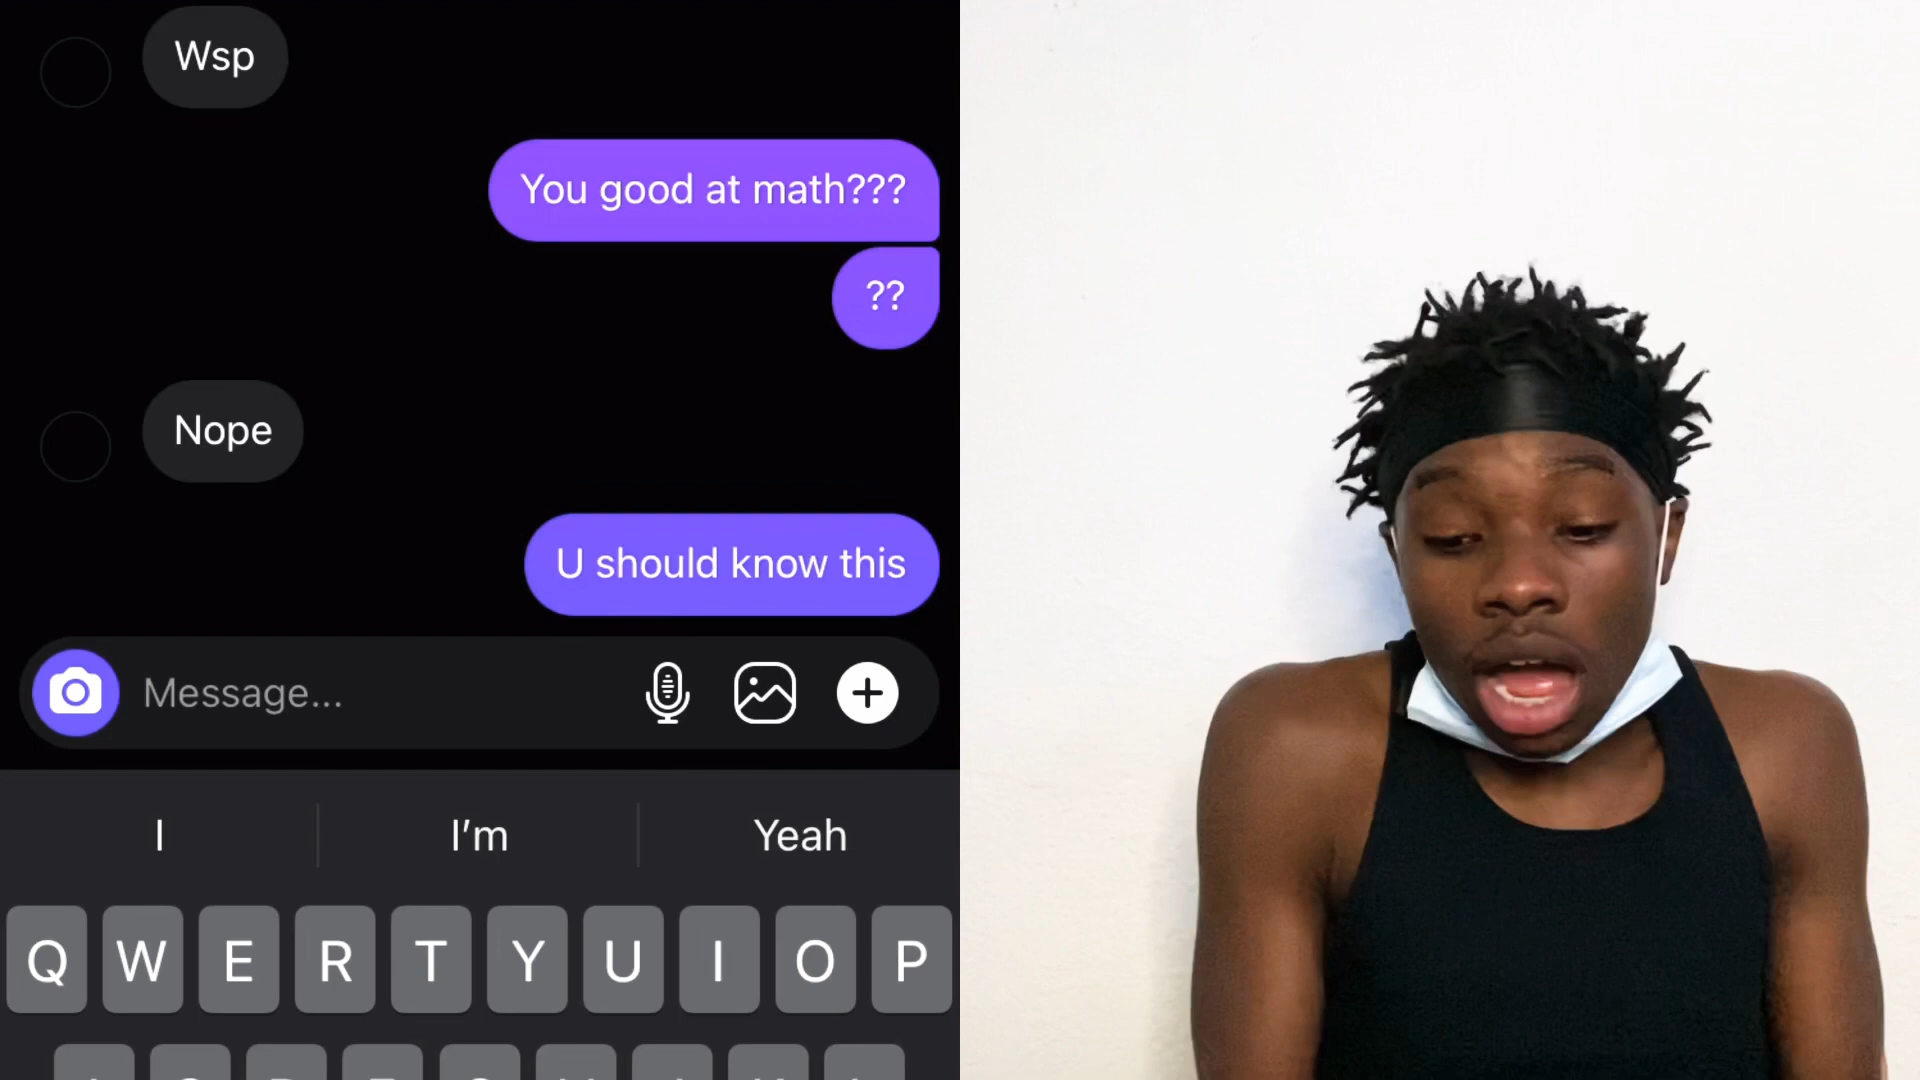 Wsp
You good at math???
??
Nope
U should know this
Message...
I I’m Yeah
Q W E R T Y U I O P